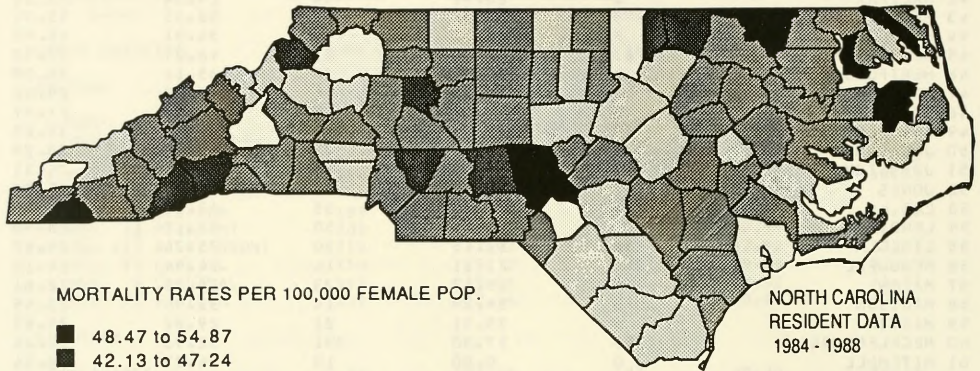 MORTALITY RATES PER 100,000 FEMALE POP.
48.47 to 54.87
42.13 to 47.24
NORTH CAROLINA
RESIDENT DATA
1984 - 1988